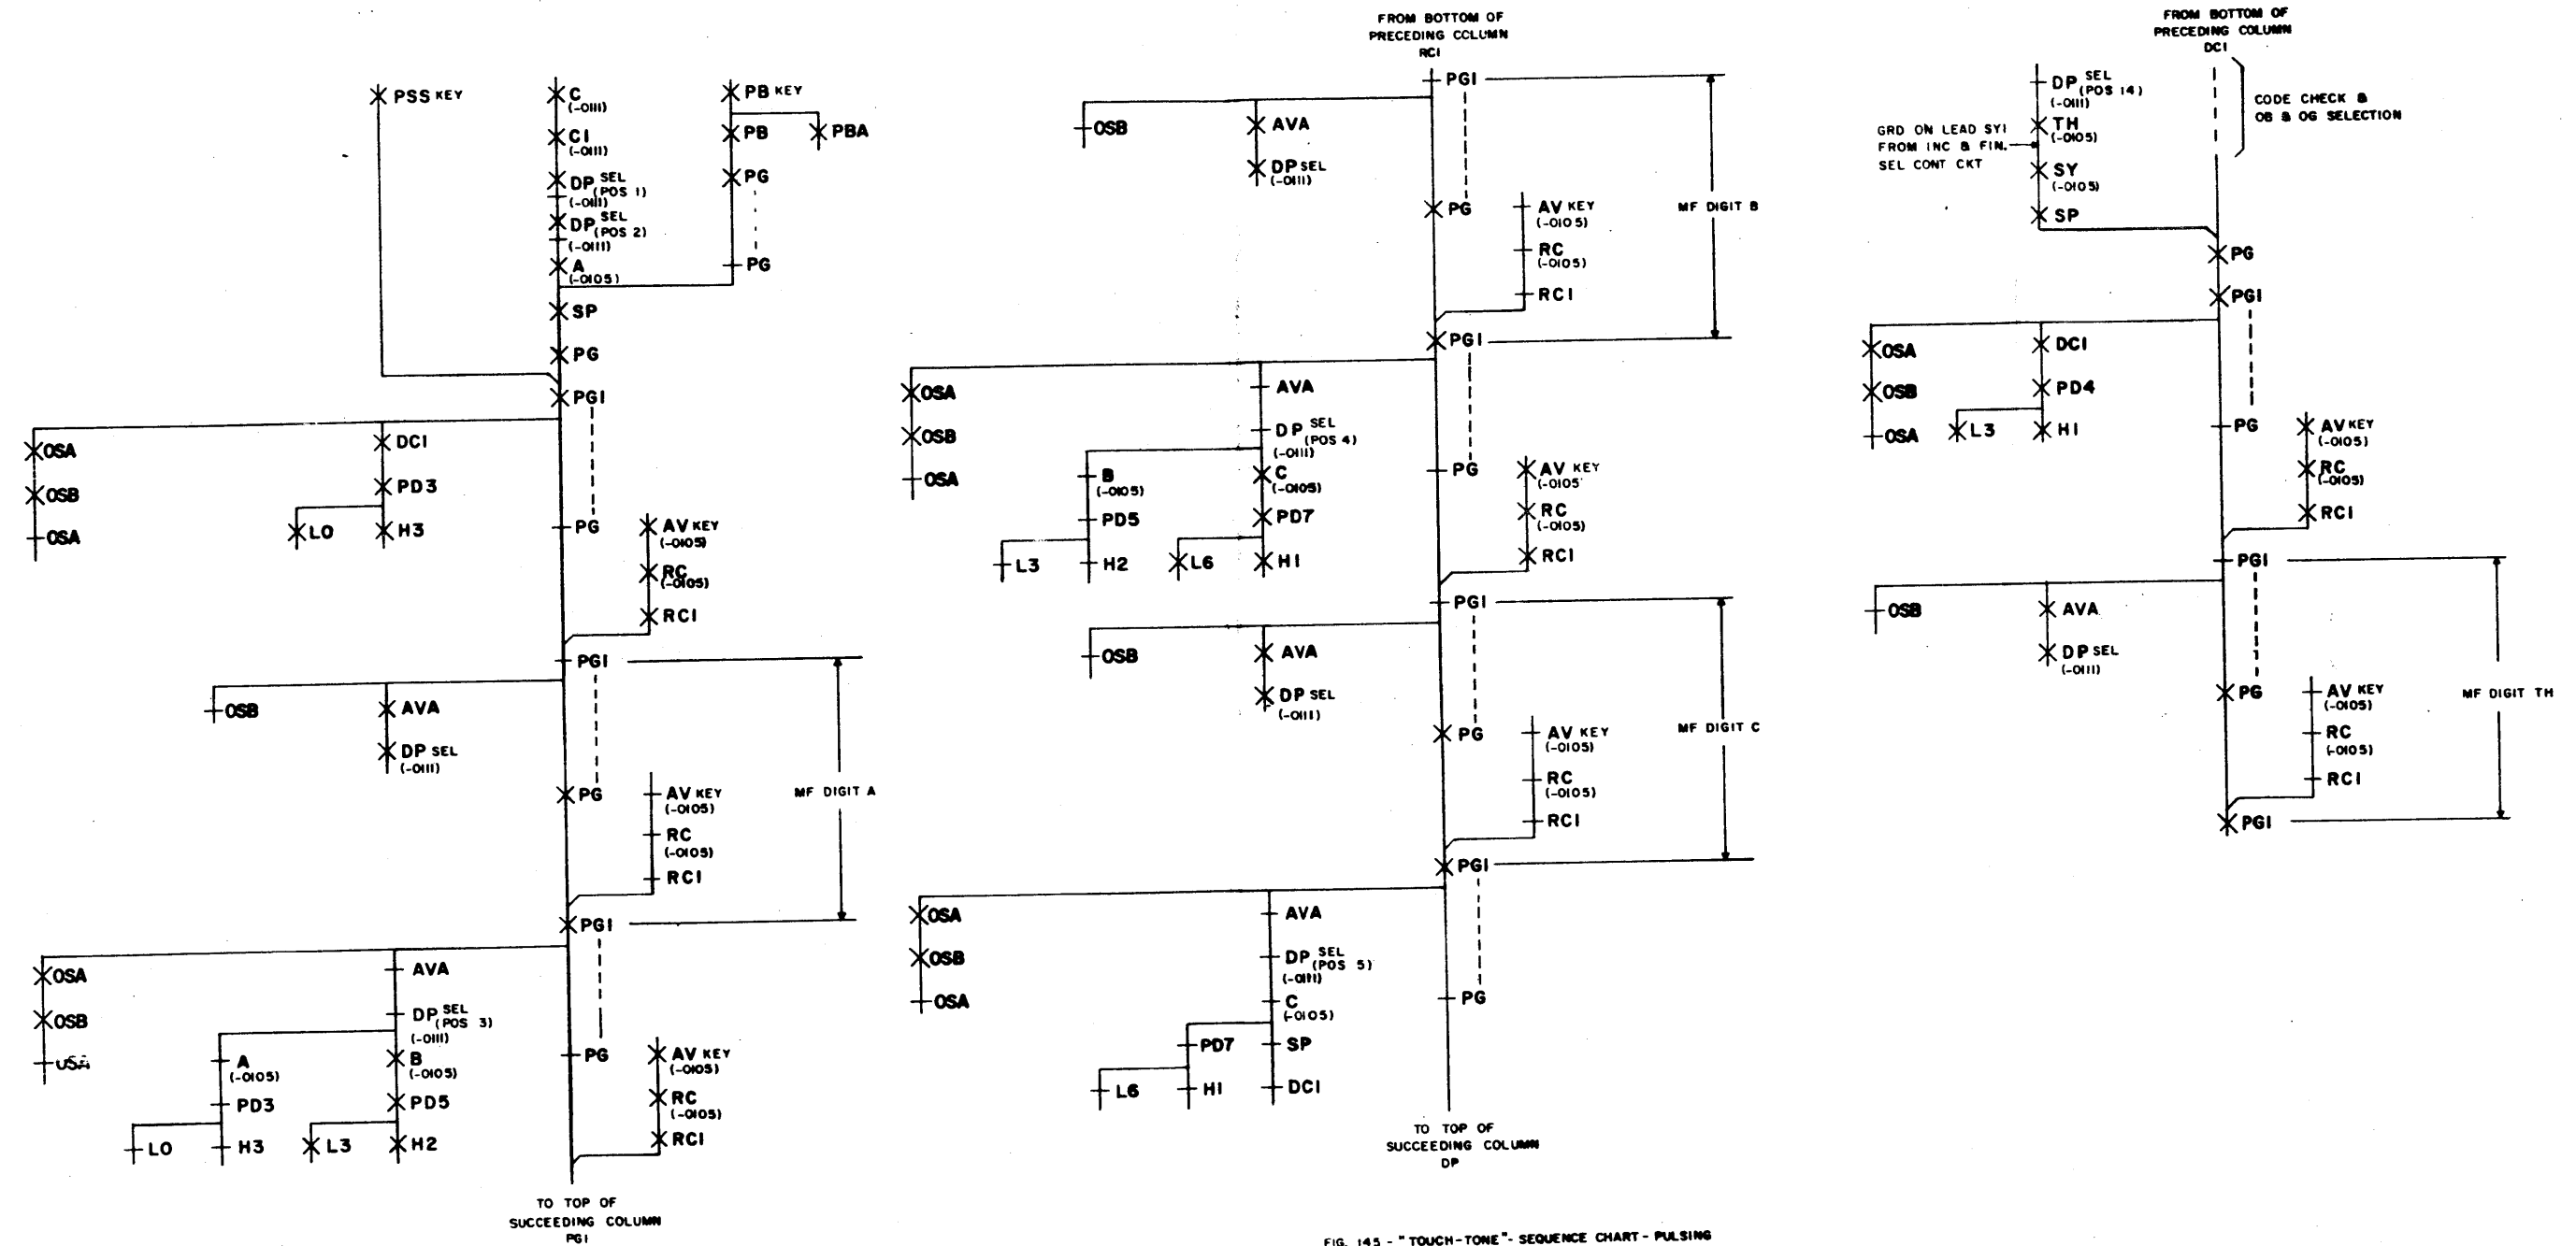 PSS KEY
C
(-0111)
C1
(-0111)
DP SEL
(POS 1)
(-0111)
DP SEL
(POS 2)
(-0111)
A
(-0105)
PB KEY
PB
PBA
PG
PG
SP
PG
PG1
OSA
OSB
OSA
DC1
PD3
L0
H3
PG
AV KEY
(-0105)
RC
(-0105)
RC1
PG1
OSB
AVA
DP SEL
(-0111)
PG
AV KEY
(-0105)
RC
(-0105)
RC1
MF DIGIT A
PG1
OSA
OSB
OSA
AVA
DP SEL
(POS 3)
(-0111)
A
(-0105)
PD3
L0
H3
B
(-0105)
PD5
L3
H2
PG
AV KEY
(-0105)
RC
(-0105)
RC1
TO TOP OF
SUCCEEDING COLUMN
PG1
FROM BOTTOM OF
PRECEDING COLUMN
RC1
PG1
OSB
AVA
DP SEL
(-0111)
PG
AV KEY
(-0105)
RC
(-0105)
RC1
MF DIGIT B
PG1
OSA
OSB
OSA
AVA
DP SEL
(POS 4)
(-0111)
B
(-0105)
PD5
L3
H2
C
(-0105)
PD7
L6
H1
PG
AV KEY
(-0105
RC
(-0105)
RC1
PG1
OSB
AVA
DP SEL
(-0111)
PG
AV KEY
(-0105)
RC
(-0105)
RC1
MF DIGIT C
PG1
OSA
OSB
OSA
AVA
DP SEL
(POS 5)
(-0111)
C
(-0105)
PD7
L6
H1
SP
DC1
PG
TO TOP OF
SUCCEEDING COLUMN
DP
FROM BOTTOM OF
PRECEDING COLUMN
DC1
DP SEL
(POS 14)
(-0111)
TH
(-0105)
GRD ON LEAD SY1
FROM INC & FIN.
SEL CONT CKT
SY
(-0105)
SP
CODE CHECK &
OB & OG SELECTION
PG
PG1
OSA
OSB
OSA
DC1
PD4
L3
H1
PG
AV KEY
(-0105)
RC
(-0105)
RC1
PG1
OSB
AVA
DP SEL
(-0111)
PG
AV KEY
(-0105)
RC
(-0105)
RC1
MF DIGIT TH
PG1
FIG. 145 - "TOUCH-TONE"- SEQUENCE CHART - PULSING